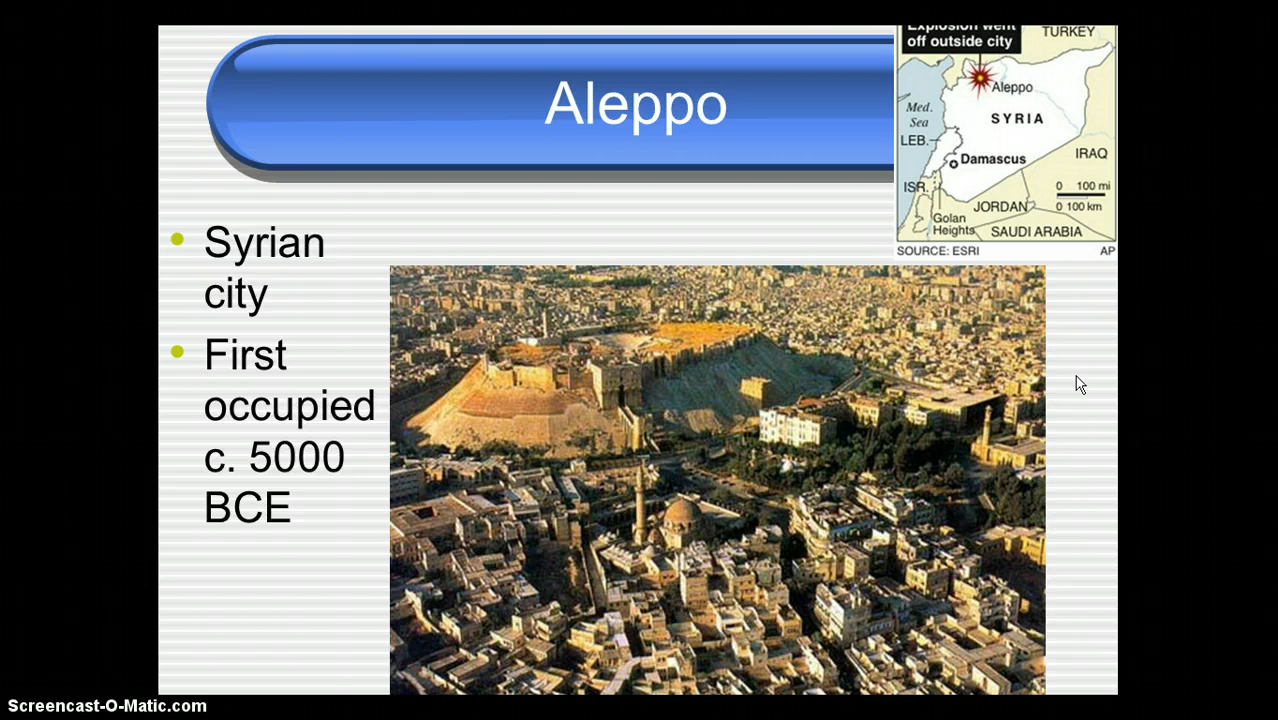 Aleppo
Explosion went
off outside city
TURKEY
Aleppo
Med.
Sea
SYRIA
LEB.
Damascus
IRAQ
ISR.
0 100 mi
0 100 km
JORDAN
Golan
Heights
SAUDI ARABIA
SOURCE: ESRI
AP
Syrian
city
First
occupied
c. 5000
BCE
Screencast-O-Matic.com